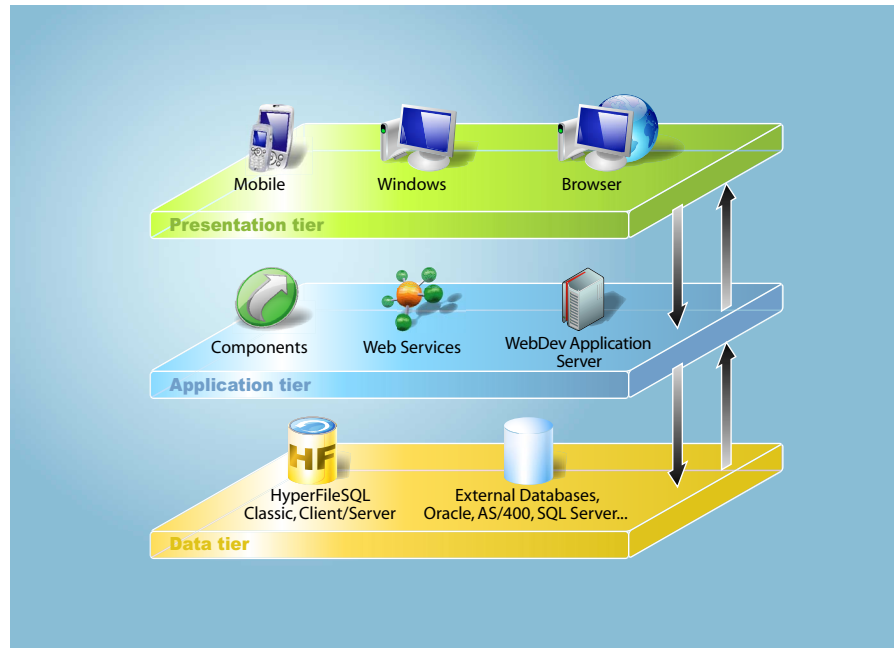 Mobile
Windows
Browser
Presentation tier
Components
Web Services
WebDev Application
Server
Application tier
HF
HyperFileSQL
Classic, Client/Server
External Databases,
Oracle, AS/400, SQL Server...
Data tier